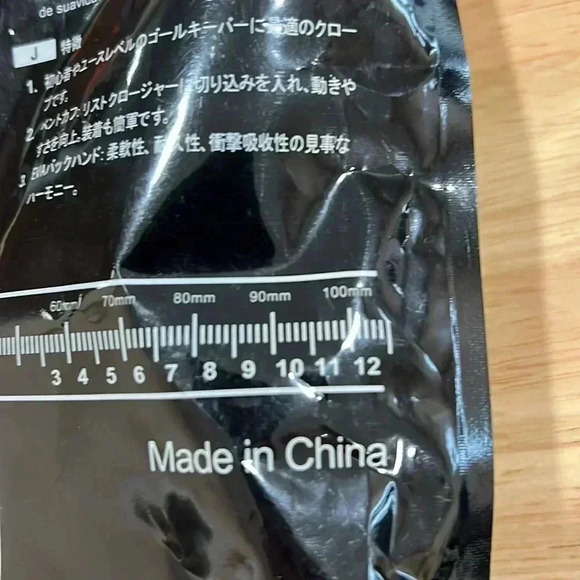 de suavid
J 特徴
1. 初心者やユースレベルのゴールキーパーに最適のクローブです。
2. ベントカフ: リストクロージャーに切り込みを入れ、動きやすさを向上、装着も簡単です。
3. EVAバックハンド: 柔軟性、耐久性、衝撃吸収性の見事なハーモニー。
60mm 70mm 80mm 90mm 100mm
3 4 5 6 7 8 9 10 11 12
Made in China